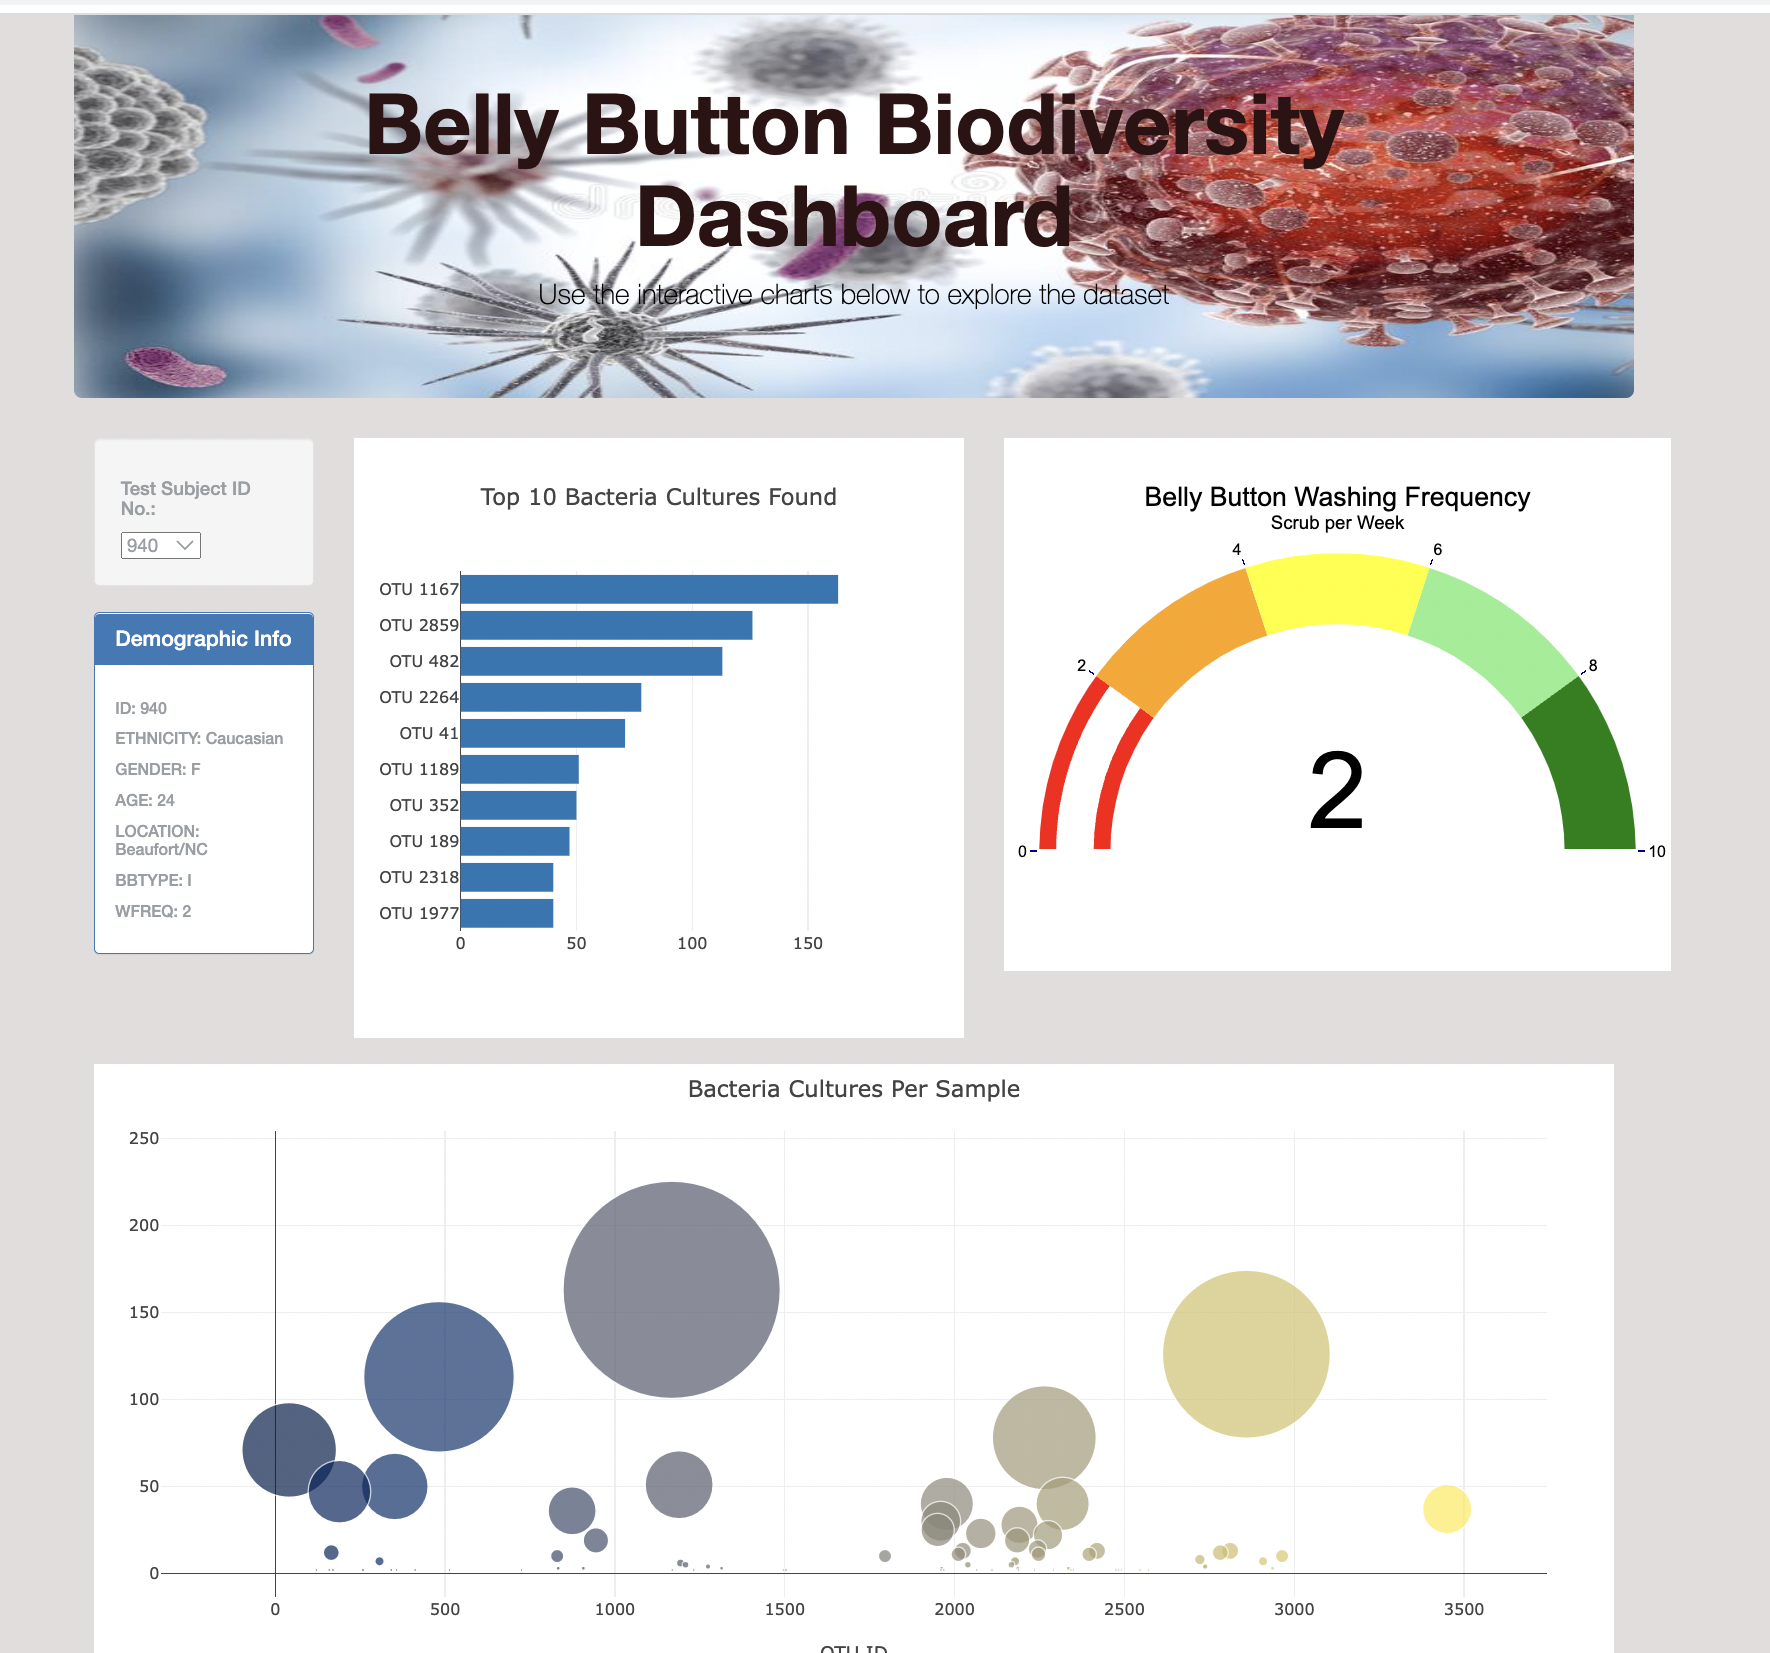 Belly Button Biodiversity
Dashboard
Use the interactive charts below to explore the dataset
Test Subject ID
No.:
940
Demographic Info
ID: 940
ETHNICITY: Caucasian
GENDER: F
AGE: 24
LOCATION:
Beaufort/NC
BBTYPE: I
WFREQ: 2
Top 10 Bacteria Cultures Found
OTU 1167
OTU 2859
OTU 482
OTU 2264
OTU 41
OTU 1189
OTU 352
OTU 189
OTU 2318
OTU 1977
0 50 100 150
Belly Button Washing Frequency
Scrub per Week
0 2 4 6 8 10
2
Bacteria Cultures Per Sample
250
200
150
100
50
0
0 500 1000 1500 2000 2500 3000 3500
OTU ID